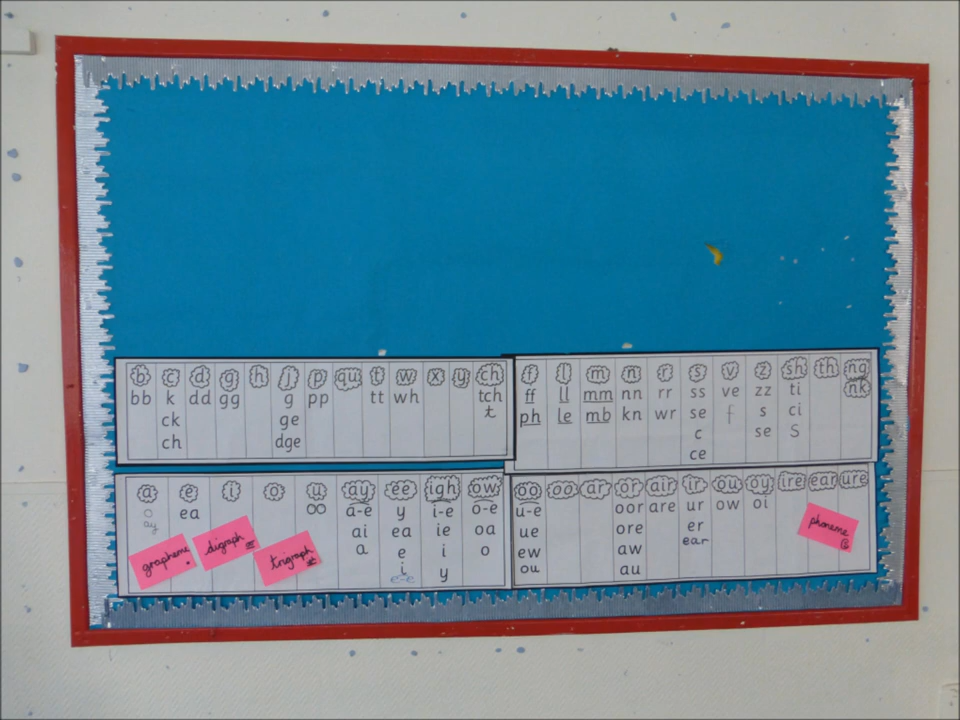 b c d g h j p qu t w x y ch
bb k dd gg g pp tt wh tch
ck ge t
ch dge
f l m n r s v z sh th ng
ff ll mm nn rr ss ve zz ti nk
ph le mb kn wr se f s ci
c se S
ce
a e i o u ay ee igh ow
o ea oo a-e y i-e o-e
ay ai ea ie oa
a e i o
i y
e-e
grapheme
digraph
trigraph
oo oo ar or air ir ou oy ire ear ure
u-e oor are ur ow oi
ue ore er
ew aw ear
ou au
phoneme